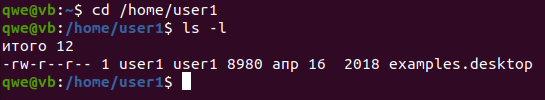 qwe@vb:~$ cd /home/user1
qwe@vb:/home/user1$ ls -l
итого 12
-rw-r--r-- 1 user1 user1 8980 апр 16  2018 examples.desktop
qwe@vb:/home/user1$